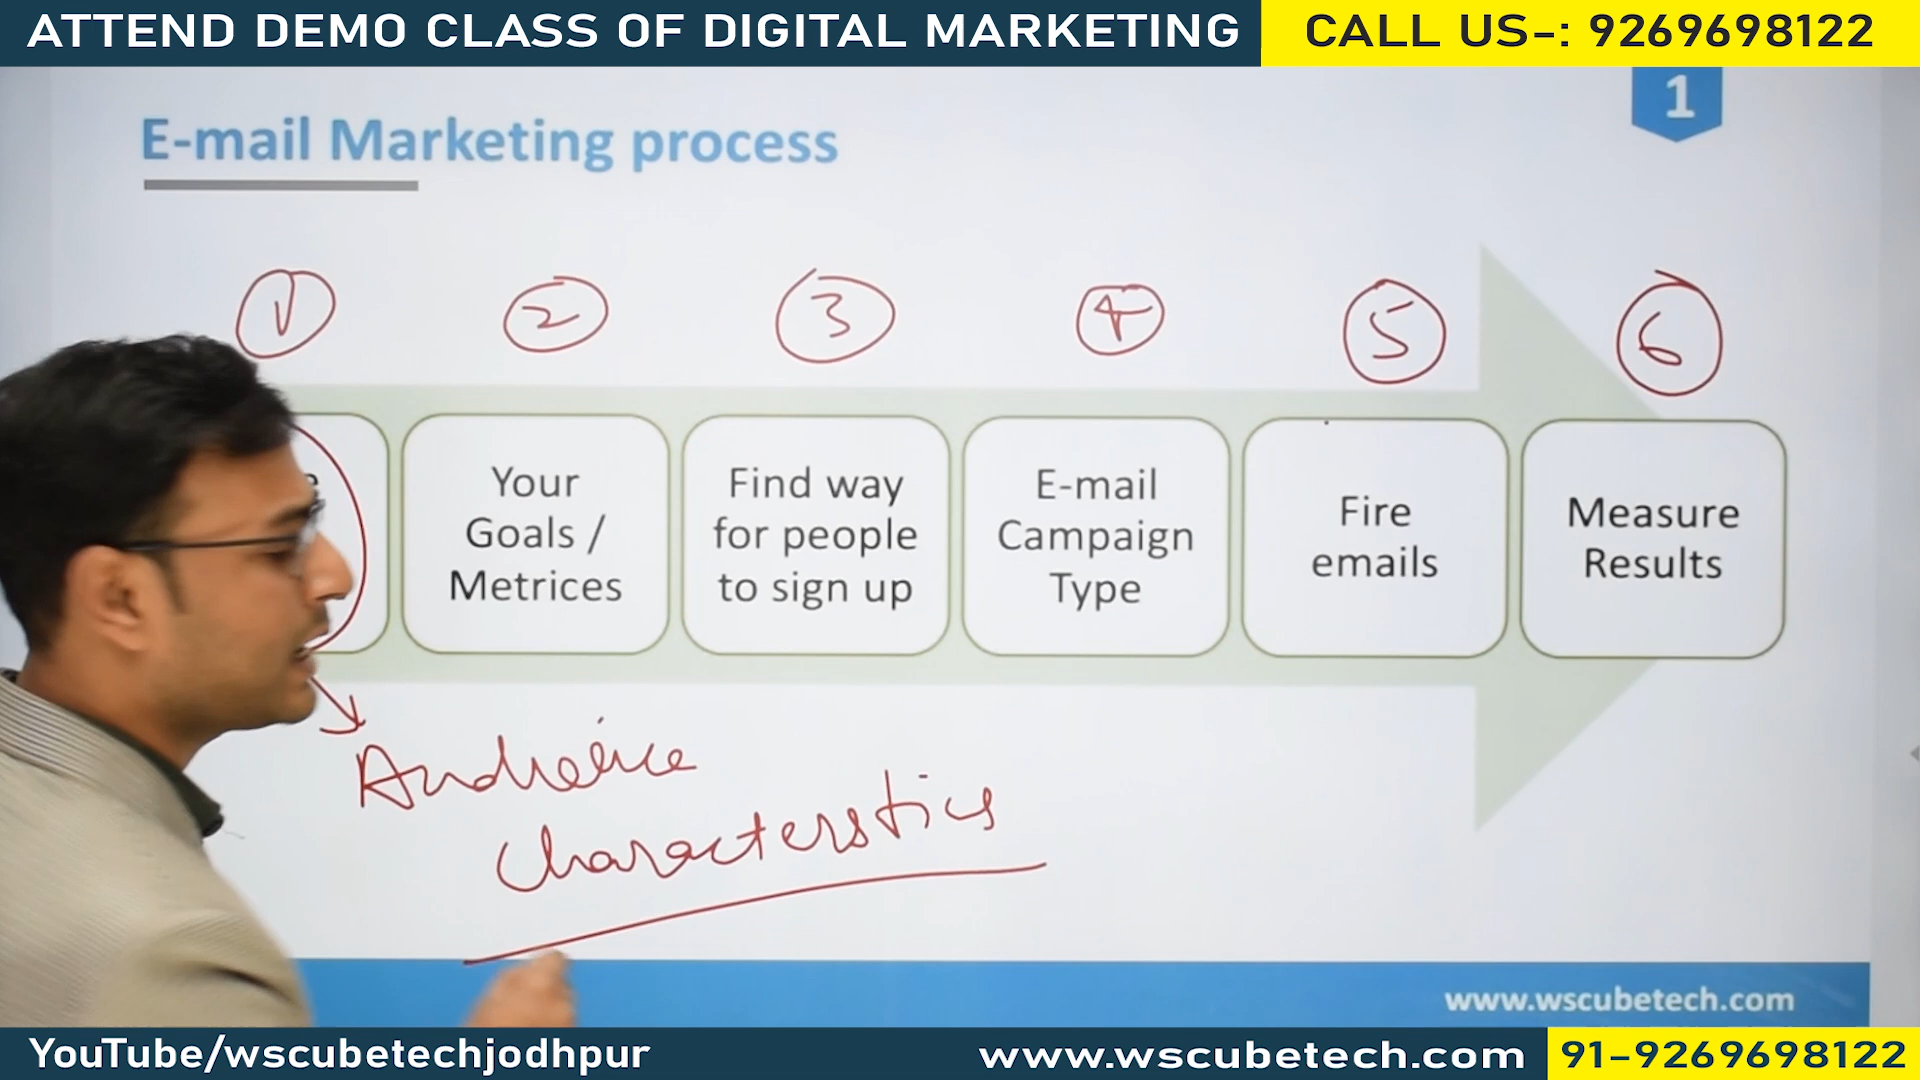 ATTEND DEMO CLASS OF DIGITAL MARKETING
CALL US-: 9269698122
1
E-mail Marketing process
1
2
3
4
5
6
Your
Goals /
Metrices
Find way
for people
to sign up
E-mail
Campaign
Type
Fire
emails
Measure
Results
Audieice
characterstics
www.wscubetech.com
YouTube/wscubetechjodhpur
www.wscubetech.com
91-9269698122